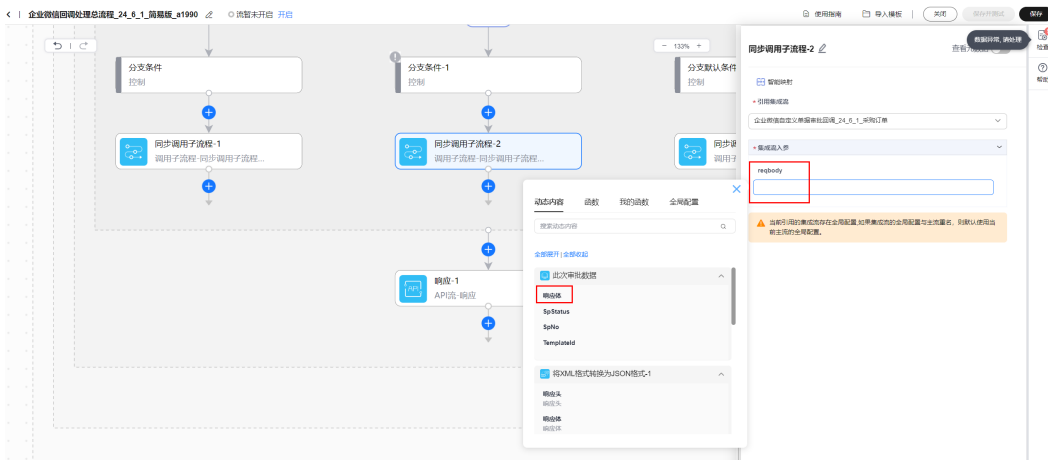 企业微信回调处理总流程_24_6_1_简易版_a1990
流暂未开启 开启
使用指南
导入模板
关闭
保存并测试
保存
133%
数据异常, 请处理
分支条件
控制
分支条件-1
控制
分支默认条件
控制
同步调用子流程-1
调用子流程-同步调用子流程...
同步调用子流程-2
调用子流程-同步调用子流程...
响应-1
API流-响应
动态内容
函数
我的函数
全局配置
搜索动态内容
全部展开|全部收起
此次审批数据
响应体
SpStatus
SpNo
TemplateId
将XML格式转换为JSON格式-1
响应头
响应头
响应体
响应体
同步调用子流程-2
智能映射
* 引用集成流
企业微信自定义单据审批回调_24_6_1_采购订单
* 集成流入参
reqbody
当前引用的集成流存在全局配置,如果集成流的全局配置与主流重名，则默认使用当
前主流的全局配置。